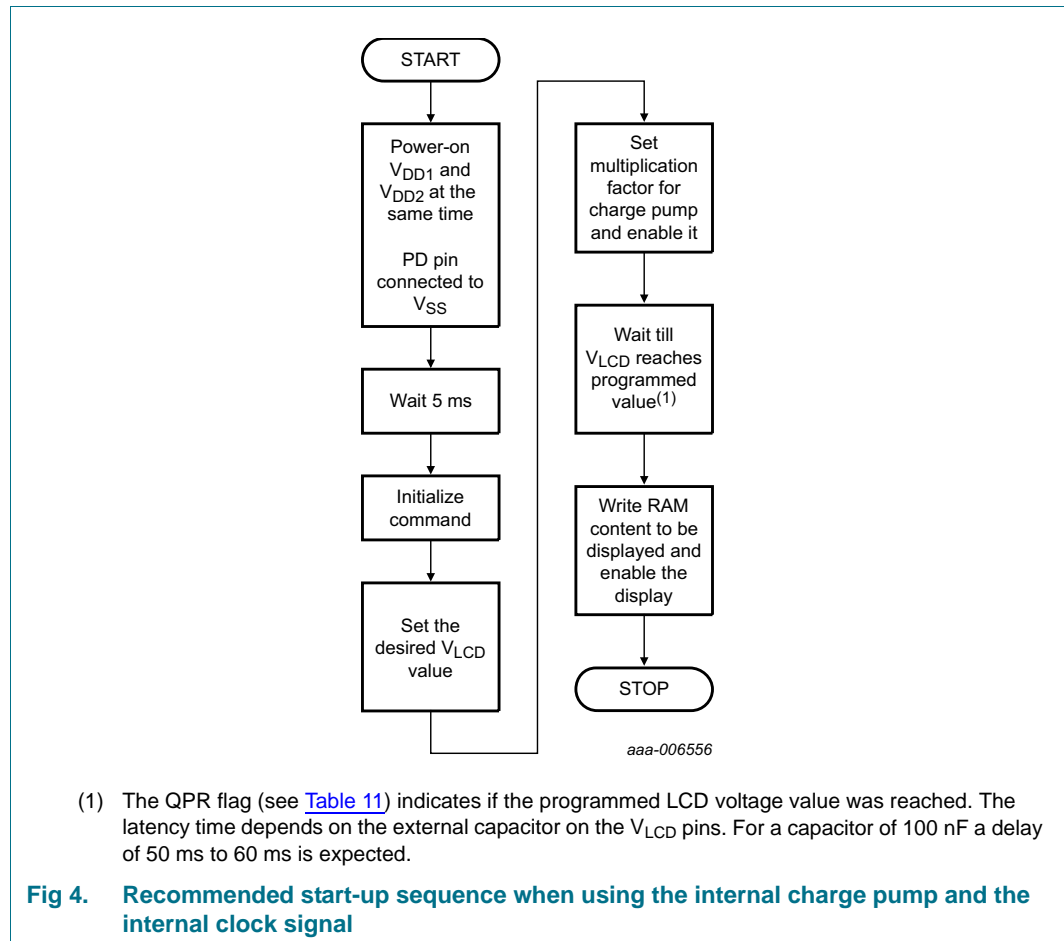 START
Power-on
VDD1 and
VDD2 at the
same time
PD pin
connected to
VSS
Wait 5 ms
Initialize
command
Set the
desired VLCD
value
Set
multiplication
factor for
charge pump
and enable it
Wait till
VLCD reaches
programmed
value(1)
Write RAM
content to be
displayed and
enable the
display
STOP
aaa-006556
(1) The QPR flag (see Table 11) indicates if the programmed LCD voltage value was reached. The
latency time depends on the external capacitor on the VLCD pins. For a capacitor of 100 nF a delay
of 50 ms to 60 ms is expected.
Fig 4. Recommended start-up sequence when using the internal charge pump and the
internal clock signal